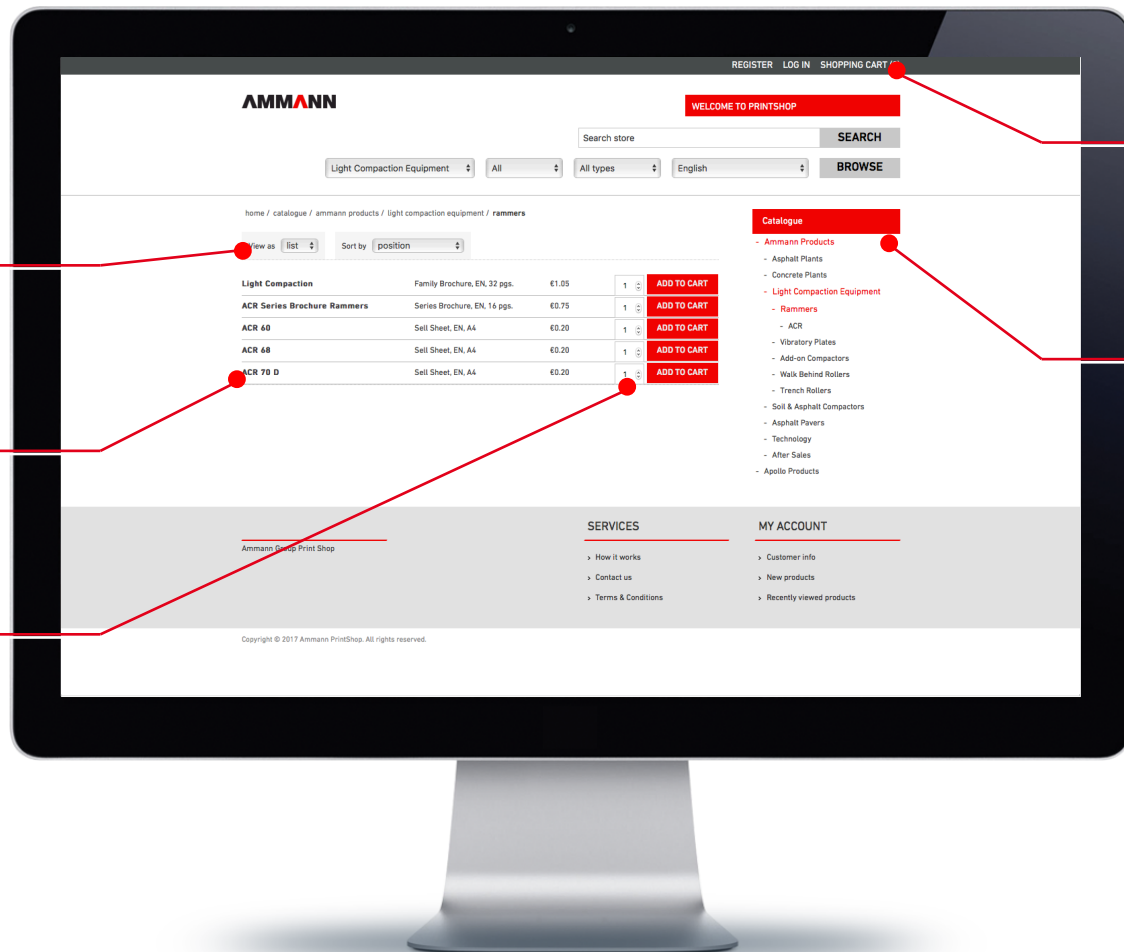 REGISTER LOG IN SHOPPING CART
AMMANN
WELCOME TO PRINTSHOP
Search store SEARCH
Light Compaction Equipment All All types English BROWSE
home / catalogue / ammann products / light compaction equipment / rammers
View as list Sort by position
Light Compaction Family Brochure, EN, 32 pgs. €1.05 1 ADD TO CART
ACR Series Brochure Rammers Series Brochure, EN, 16 pgs. €0.75 1 ADD TO CART
ACR 60 Sell Sheet, EN, A4 €0.20 1 ADD TO CART
ACR 68 Sell Sheet, EN, A4 €0.20 1 ADD TO CART
ACR 70 D Sell Sheet, EN, A4 €0.20 1 ADD TO CART
Catalogue
- Ammann Products
- Asphalt Plants
- Concrete Plants
- Light Compaction Equipment
- Rammers
- ACR
- Vibratory Plates
- Add-on Compactors
- Walk Behind Rollers
- Trench Rollers
- Soil & Asphalt Compactors
- Asphalt Pavers
- Technology
- After Sales
- Apollo Products
Ammann Group Print Shop
SERVICES
› How it works
› Contact us
› Terms & Conditions
MY ACCOUNT
› Customer info
› New products
› Recently viewed products
Copyright © 2017 Ammann PrintShop. All rights reserved.